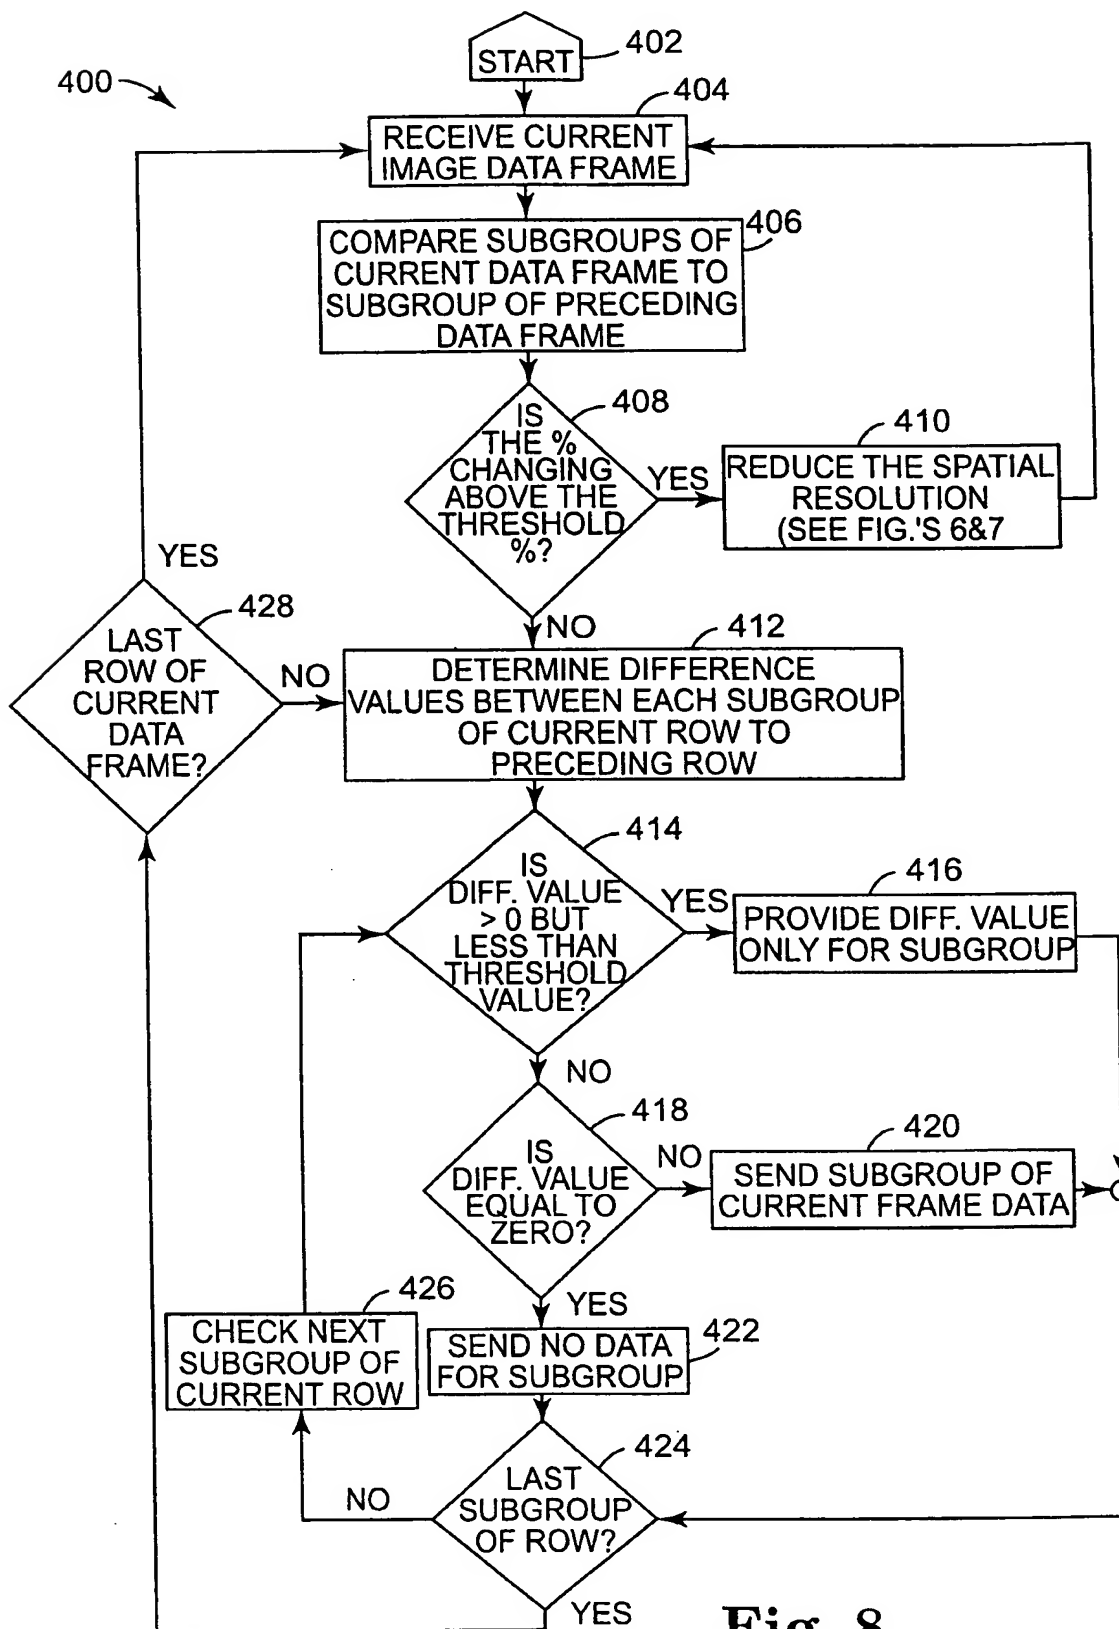 402
START
400
404
RECEIVE CURRENT
IMAGE DATA FRAME
406
COMPARE SUBGROUPS OF
CURRENT DATA FRAME TO
SUBGROUP OF PRECEDING
DATA FRAME
408
IS
THE %
CHANGING
ABOVE THE
THRESHOLD
%?
YES
410
REDUCE THE SPATIAL
RESOLUTION
(SEE FIG.'S 6&7
NO
YES
428
LAST
ROW OF
CURRENT
DATA
FRAME?
NO
412
DETERMINE DIFFERENCE
VALUES BETWEEN EACH SUBGROUP
OF CURRENT ROW TO
PRECEDING ROW
414
IS
DIFF. VALUE
> 0 BUT
LESS THAN
THRESHOLD
VALUE?
YES
416
PROVIDE DIFF. VALUE
ONLY FOR SUBGROUP
NO
418
IS
DIFF. VALUE
EQUAL TO
ZERO?
NO
420
SEND SUBGROUP OF
CURRENT FRAME DATA
YES
422
SEND NO DATA
FOR SUBGROUP
426
CHECK NEXT
SUBGROUP OF
CURRENT ROW
424
LAST
SUBGROUP
OF ROW?
NO
YES
Fig. 8